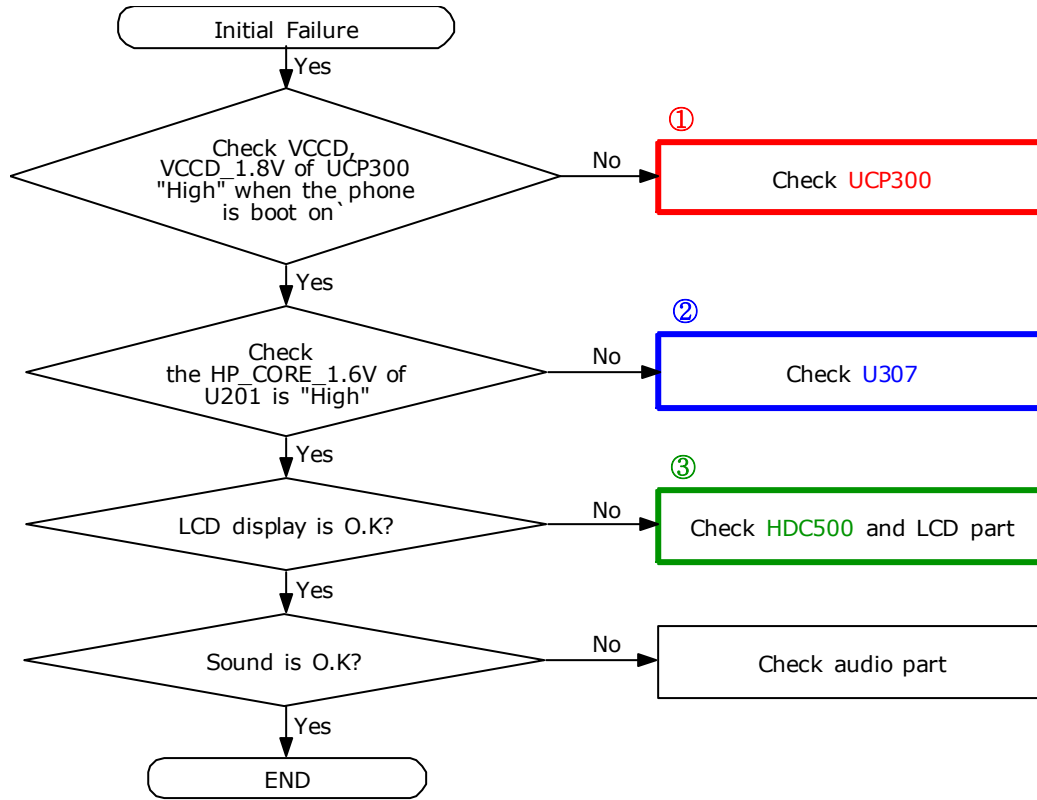 Initial Failure
Yes
Check VCCD,
VCCD_1.8V of UCP300
"High" when the phone
is boot on`
No
①
Check UCP300
Yes
Check
the HP_CORE_1.6V of
U201 is "High"
No
②
Check U307
Yes
LCD display is O.K?
No
③
Check HDC500 and LCD part
Yes
Sound is O.K?
No
Check audio part
Yes
END